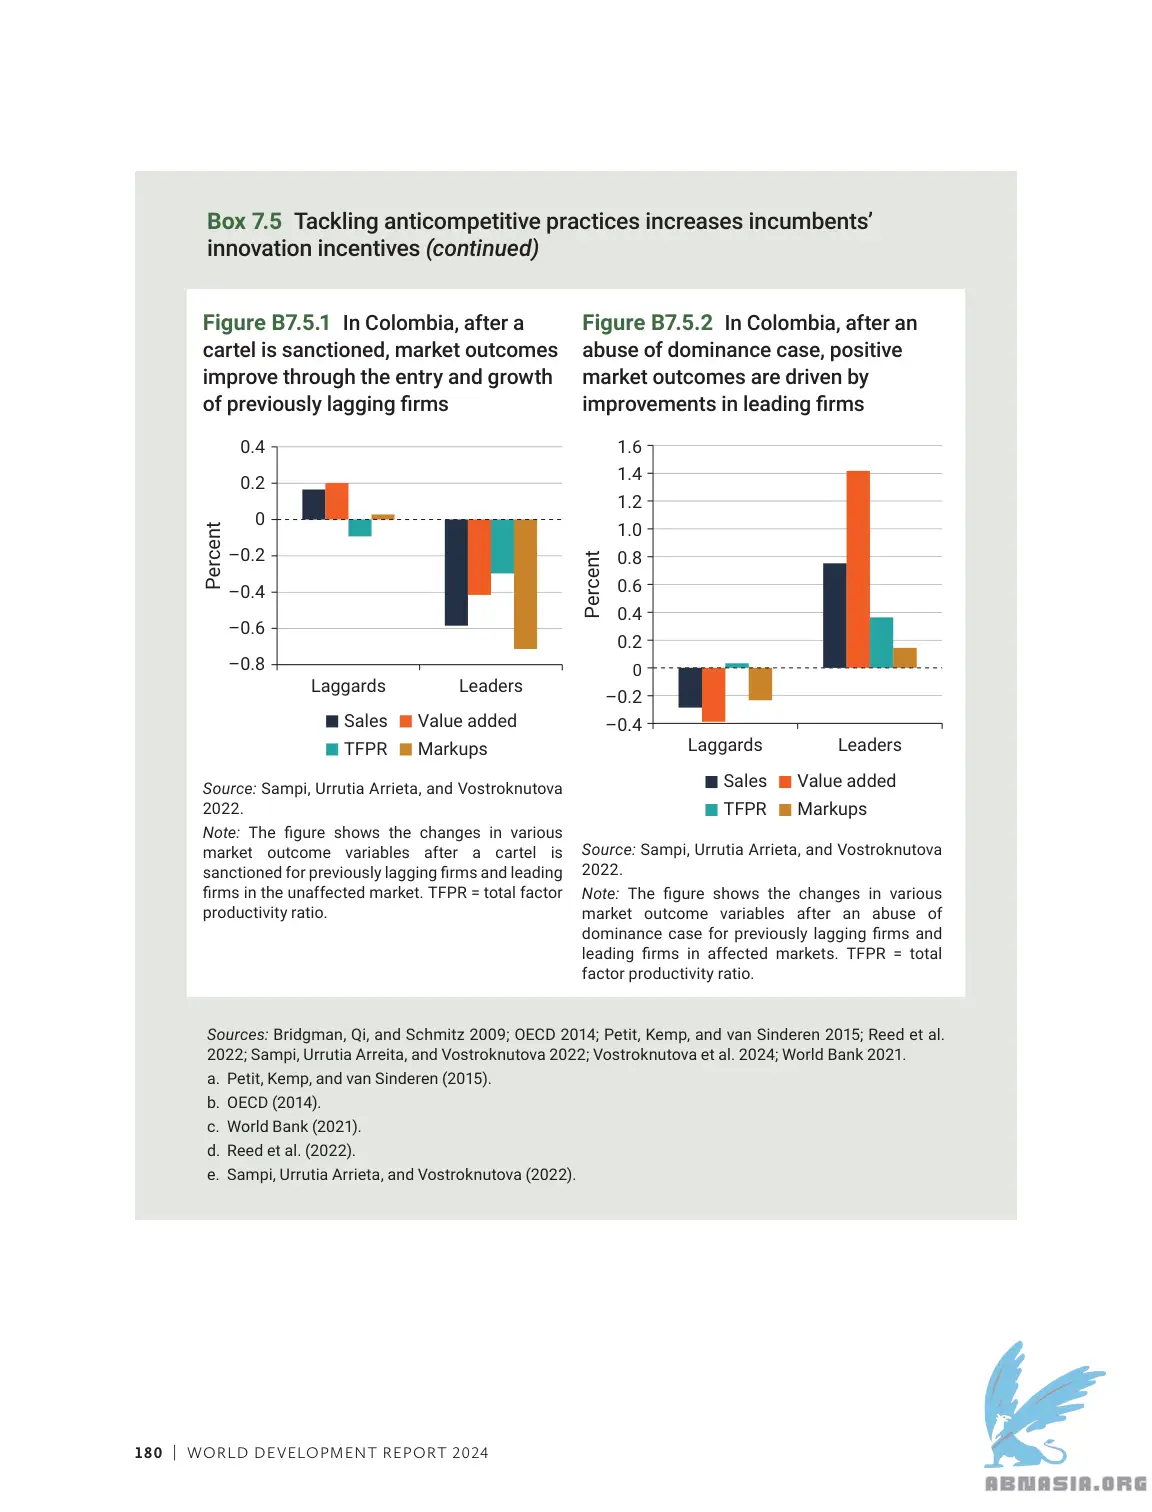 Box 7.5 Tackling anticompetitive practices increases incumbents’
innovation incentives (continued)
Figure B7.5.1 In Colombia, after a
cartel is sanctioned, market outcomes
improve through the entry and growth
of previously lagging firms
0.4
0.2
0
−0.2
−0.4
−0.6
−0.8
Percent
Laggards
Leaders
Sales
Value added
TFPR
Markups
Source: Sampi, Urrutia Arrieta, and Vostroknutova
2022.
Note: The figure shows the changes in various
market outcome variables after a cartel is
sanctioned for previously lagging firms and leading
firms in the unaffected market. TFPR = total factor
productivity ratio.
Figure B7.5.2 In Colombia, after an
abuse of dominance case, positive
market outcomes are driven by
improvements in leading firms
1.6
1.4
1.2
1.0
0.8
0.6
0.4
0.2
0
−0.2
−0.4
Percent
Laggards
Leaders
Sales
Value added
TFPR
Markups
Source: Sampi, Urrutia Arrieta, and Vostroknutova
2022.
Note: The figure shows the changes in various
market outcome variables after an abuse of
dominance case for previously lagging firms and
leading firms in affected markets. TFPR = total
factor productivity ratio.
Sources: Bridgman, Qi, and Schmitz 2009; OECD 2014; Petit, Kemp, and van Sinderen 2015; Reed et al.
2022; Sampi, Urrutia Arreita, and Vostroknutova 2022; Vostroknutova et al. 2024; World Bank 2021.
a. Petit, Kemp, and van Sinderen (2015).
b. OECD (2014).
c. World Bank (2021).
d. Reed et al. (2022).
e. Sampi, Urrutia Arrieta, and Vostroknutova (2022).
180 | WORLD DEVELOPMENT REPORT 2024
ABNASIA.ORG